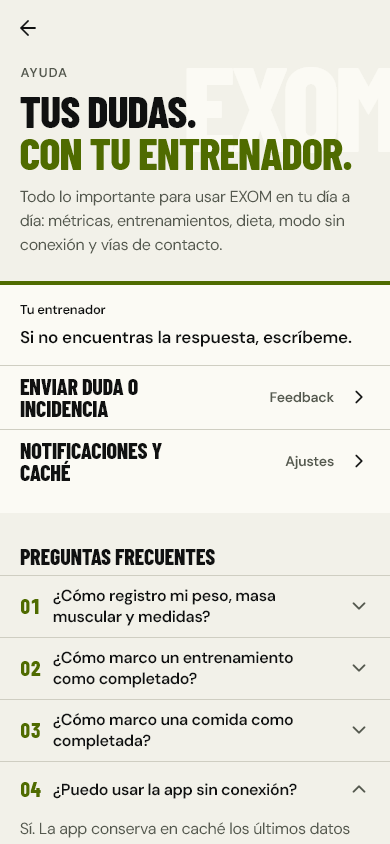 AYUDA
EXOM
TUS DUDAS.
CON TU ENTRENADOR.
Todo lo importante para usar EXOM en tu día a
día: métricas, entrenamientos, dieta, modo sin
conexión y vías de contacto.
Tu entrenador
Si no encuentras la respuesta, escríbeme.
ENVIAR DUDA O
INCIDENCIA
Feedback
NOTIFICACIONES Y
CACHÉ
Ajustes
PREGUNTAS FRECUENTES
01 ¿Cómo registro mi peso, masa
muscular y medidas?
02 ¿Cómo marco un entrenamiento
como completado?
03 ¿Cómo marco una comida como
completada?
04 ¿Puedo usar la app sin conexión?
Sí. La app conserva en caché los últimos datos